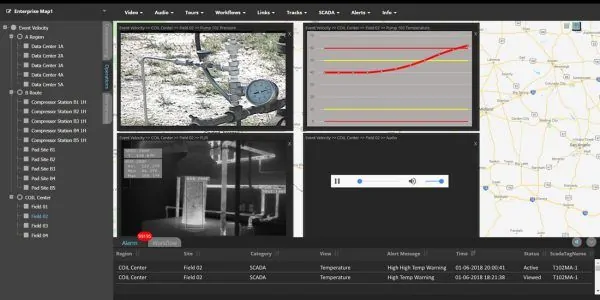 Enterprise Map1
Video Audio Tours Workflows Links Tracks SCADA Alerts Info
Event Velocity
A Region
Data Center 1A
Data Center 2A
Data Center 3A
Data Center 4A
Data Center 5A
B Route
Compressor Station B1 1H
Compressor Station B2 1H
Compressor Station B3 1H
Compressor Station B4 1H
Compressor Station B5 1H
Pad Site B1
Pad Site B2
Pad Site B3
Pad Site B4
Pad Site B5
COIL Center
Field 01
Field 02
Field 03
Field 04
Operations
Event Velocity >> COIL Center >> Field 02 >> Pump 102 Pressure
Event Velocity >> COIL Center >> Field 02 >> Pump 102 Temperature
Event Velocity >> COIL Center >> Field 02 >> FLIR
Event Velocity >> COIL Center >> Field 02 >> Audio
San Angelo
Alarms Workflow
Region Site Category View Alert Message Time Status ScadaTagName
COIL Center Field 02 SCADA Temperature High High Temp Warning 01-06-2018 20:00:41 Active T102MA-1
COIL Center Field 02 SCADA Temperature High Temp Warning 01-06-2018 18:21:38 Viewed T102MA-1